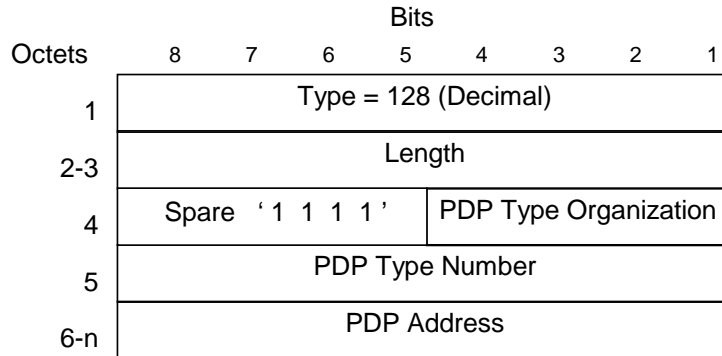 Bits
Octets 8 7 6 5 4 3 2 1
1 Type = 128 (Decimal)
2-3 Length
4 Spare ‘ 1 1 1 1 ’ PDP Type Organization
5 PDP Type Number
6-n PDP Address